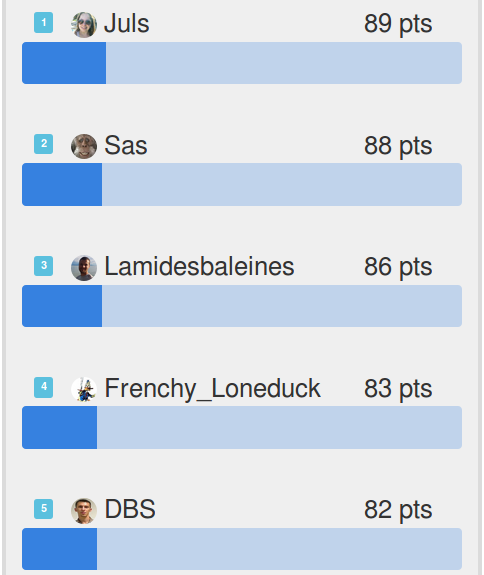 1 Juls 89 pts
2 Sas 88 pts
3 Lamidesbaleines 86 pts
4 Frenchy_Loneduck 83 pts
5 DBS 82 pts